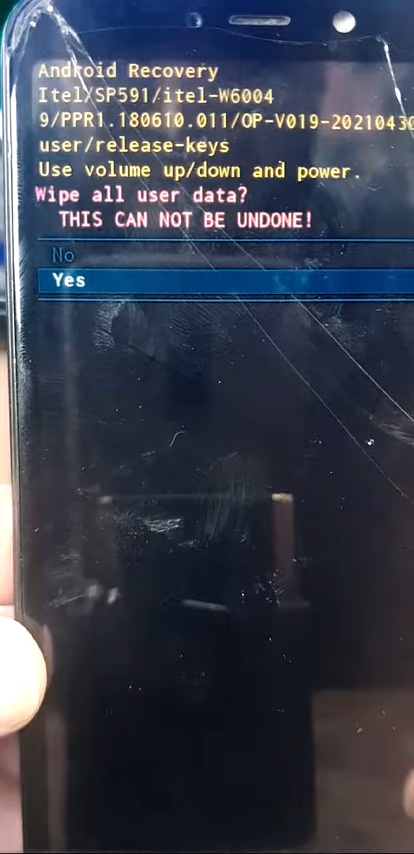 Android Recovery
Itel/SP591/itel-W6004
9/PPR1.180610.011/OP-V019-20210430
user/release-keys
Use volume up/down and power.
Wipe all user data?
THIS CAN NOT BE UNDONE!
No
Yes